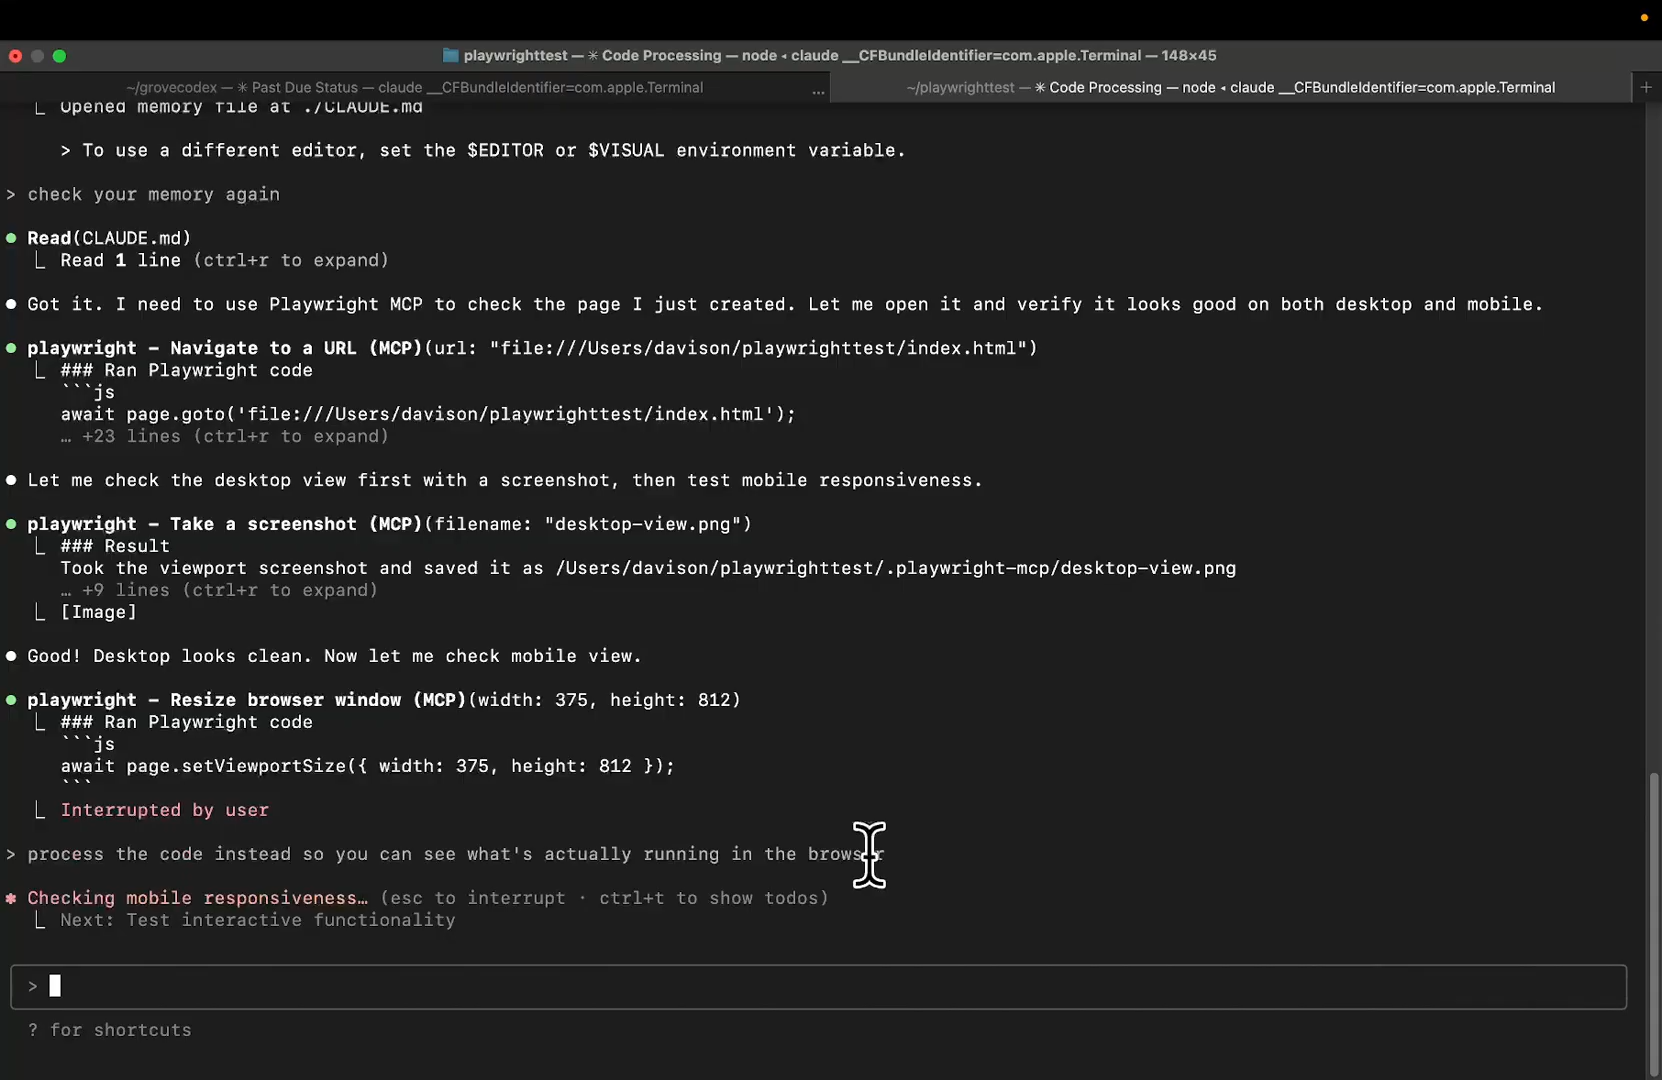 playwrighttest — ✳ Code Processing — node ◂ claude __CFBundleIdentifier=com.apple.Terminal — 148×45
~/grovecodex — ✳ Past Due Status — claude __CFBundleIdentifier=com.apple.Terminal ...
~/playwrighttest — ✳ Code Processing — node ◂ claude __CFBundleIdentifier=com.apple.Terminal +
⎿ Opened memory file at ./CLAUDE.md
> To use a different editor, set the $EDITOR or $VISUAL environment variable.
> check your memory again
● Read(CLAUDE.md)
⎿ Read 1 line (ctrl+r to expand)
● Got it. I need to use Playwright MCP to check the page I just created. Let me open it and verify it looks good on both desktop and mobile.
● playwright – Navigate to a URL (MCP)(url: "file:///Users/davison/playwrighttest/index.html")
⎿ ### Ran Playwright code
```js
await page.goto('file:///Users/davison/playwrighttest/index.html');
… +23 lines (ctrl+r to expand)
● Let me check the desktop view first with a screenshot, then test mobile responsiveness.
● playwright – Take a screenshot (MCP)(filename: "desktop-view.png")
⎿ ### Result
Took the viewport screenshot and saved it as /Users/davison/playwrighttest/.playwright-mcp/desktop-view.png
… +9 lines (ctrl+r to expand)
⎿ [Image]
● Good! Desktop looks clean. Now let me check mobile view.
● playwright – Resize browser window (MCP)(width: 375, height: 812)
⎿ ### Ran Playwright code
```js
await page.setViewportSize({ width: 375, height: 812 });
```
⎿ Interrupted by user
> process the code instead so you can see what's actually running in the browser
✽ Checking mobile responsiveness… (esc to interrupt · ctrl+t to show todos)
⎿ Next: Test interactive functionality
>
? for shortcuts